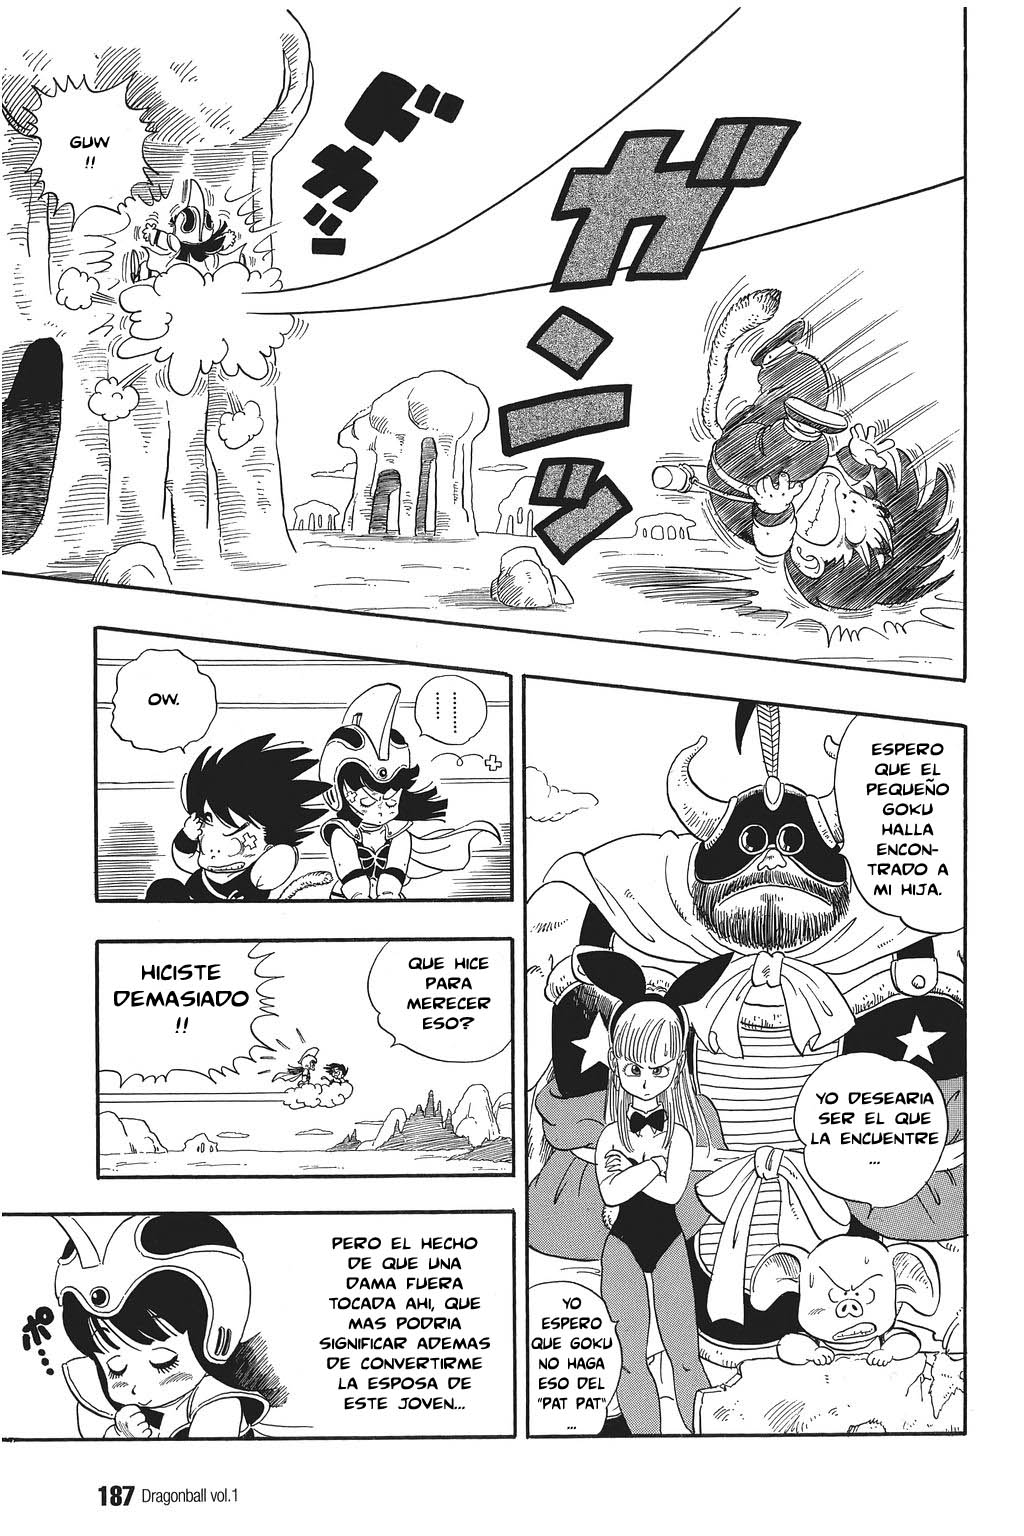 GUW
!!
ドカッ
ガンッ
ESPERO
QUE EL
PEQUEÑO
GOKU
HALLA
ENCON-
TRADO A
MI HIJA.
YO DESEARIA
SER EL QUE
LA ENCUENTRE
...
YO
ESPERO
QUE GOKU
NO HAGA
ESO DEL
"PAT PAT"
...
OW.
QUE HICE
PARA
MERECER
ESO?
HICISTE
DEMASIADO
!!
PERO EL HECHO
DE QUE UNA
DAMA FUERA
TOCADA AHI, QUE
MAS PODRIA
SIGNIFICAR ADEMAS
DE CONVERTIRME
LA ESPOSA DE
ESTE JOVEN...
ポ...
187 Dragonball vol.1